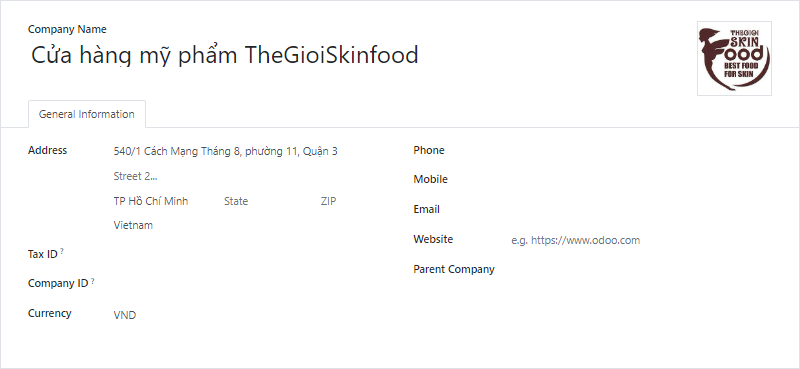 Company Name
Cửa hàng mỹ phẩm TheGioiSkinfood
THEGIOI
SKIN
Food
BEST FOOD
FOR SKIN
General Information
Address
540/1 Cách Mạng Tháng 8, phường 11, Quận 3
Street 2...
TP Hồ Chí Minh State ZIP
Vietnam
Tax ID ?
Company ID ?
Currency VND
Phone
Mobile
Email
Website e.g. https://www.odoo.com
Parent Company